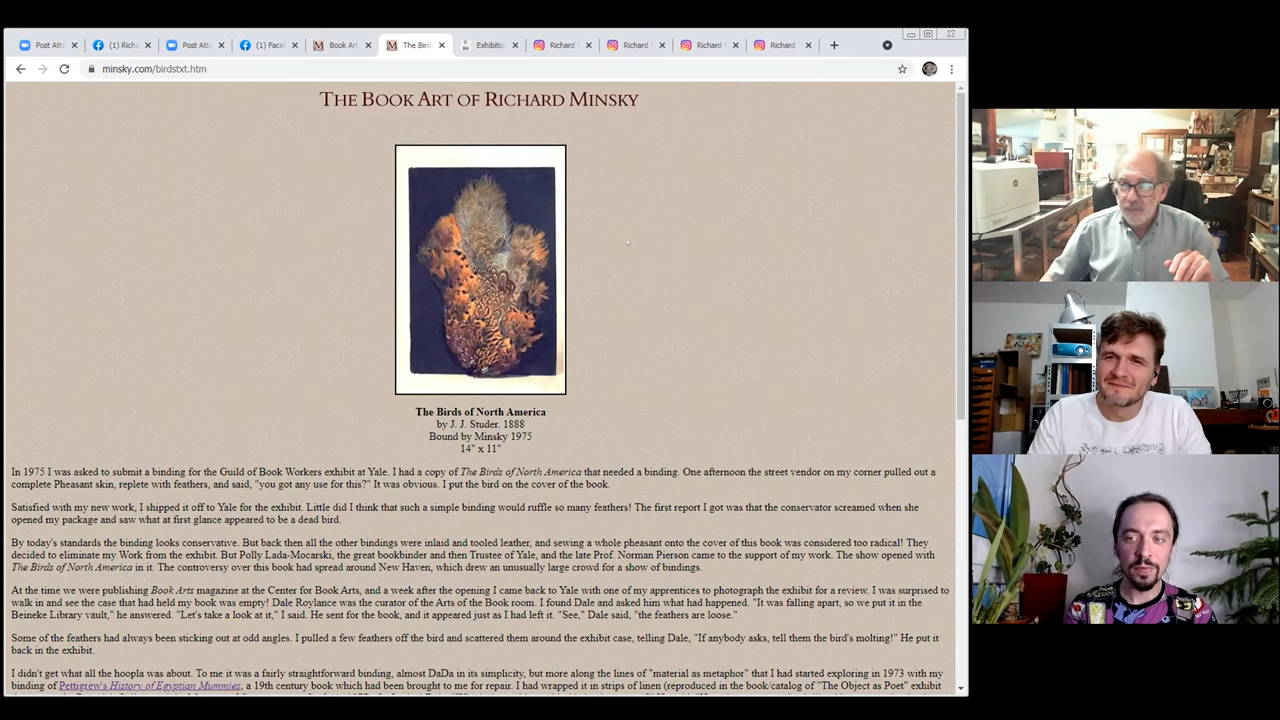 Post Atte
(1) Rich
Post Atte
(1) Face
Book Art
The Bird
Exhibition
Richard
Richard
Richard
Richard
minsky.com/birdstxt.htm
THE BOOK ART OF RICHARD MINSKY
The Birds of North America
by J. J. Studer. 1888
Bound by Minsky 1975
14" x 11"
In 1975 I was asked to submit a binding for the Guild of Book Workers exhibit at Yale. I had a copy of The Birds of North America that needed a binding. One afternoon the street vendor on my corner pulled out a
complete Pheasant skin, replete with feathers, and said, "you got any use for this?" It was obvious. I put the bird on the cover of the book.
Satisfied with my new work, I shipped it off to Yale for the exhibit. Little did I think that such a simple binding would ruffle so many feathers! The first report I got was that the conservator screamed when she
opened my package and saw what at first glance appeared to be a dead bird.
By today's standards the binding looks conservative. But back then all the other bindings were inlaid and tooled leather, and sewing a whole pheasant onto the cover of this book was considered too radical! They
decided to eliminate my Work from the exhibit. But Polly Lada-Mocarski, the great bookbinder and then Trustee of Yale, and the late Prof. Norman Pierson came to the support of my work. The show opened with
The Birds of North America in it. The controversy over this book had spread around New Haven, which drew an unusually large crowd for a show of bindings.
At the time we were publishing Book Arts magazine at the Center for Book Arts, and a week after the opening I came back to Yale with one of my apprentices to photograph the exhibit for a review. I was surprised to
walk in and see the case that had held my book was empty! Dale Roylance was the curator of the Arts of the Book room. I found Dale and asked him what had happened. "It was falling apart, so we put it in the
Beineke Library vault," he answered. "Let's take a look at it," I said. He sent for the book, and it appeared just as I had left it. "See," Dale said, "the feathers are loose."
Some of the feathers had always been sticking out at odd angles. I pulled a few feathers off the bird and scattered them around the exhibit case, telling Dale, "If anybody asks, tell them the bird's molting!" He put it
back in the exhibit.
I didn't get what all the hoopla was about. To me it was a fairly straightforward binding, almost DaDa in its simplicity, but more along the lines of "material as metaphor" that I had started exploring in 1973 with my
binding of Pettigrew's History of Egyptian Mummies, a 19th century book which had been brought to me for repair. I had wrapped it in strips of linen (reproduced in the book/catalog of "The Object as Poet" exhibit